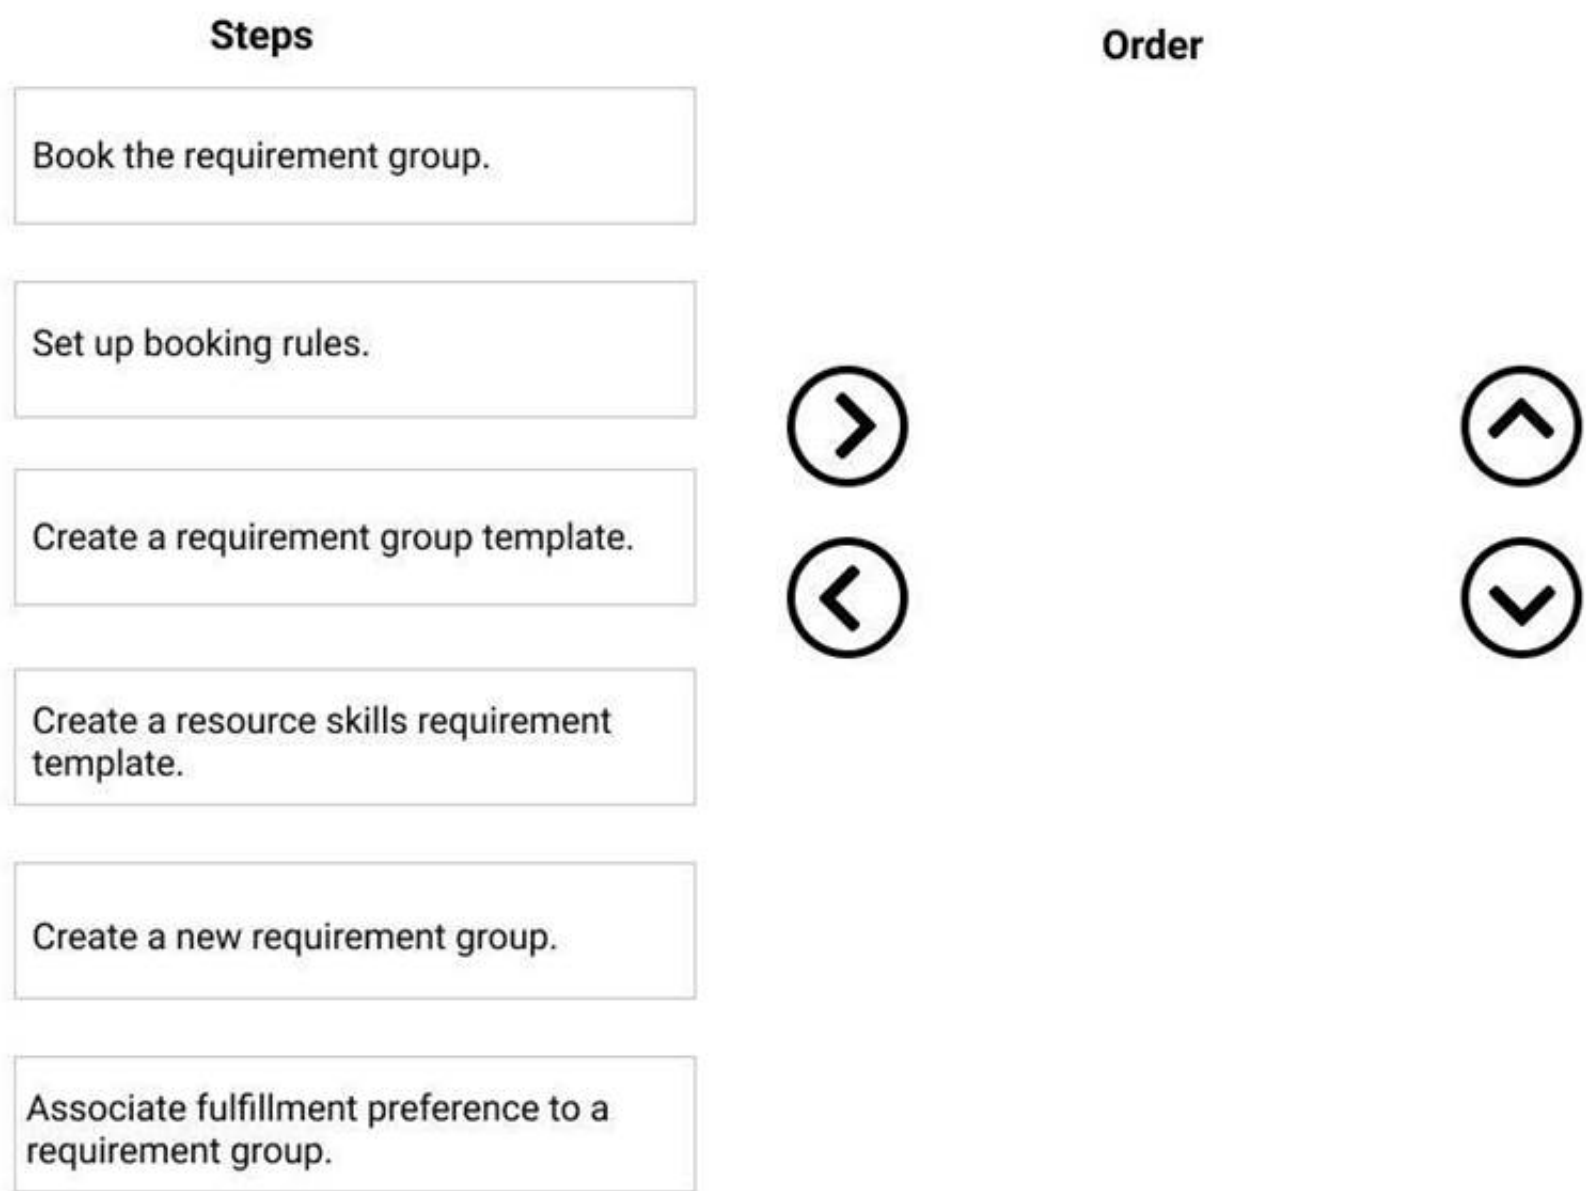 Steps
Order
Book the requirement group.
Set up booking rules.
Create a requirement group template.
Create a resource skills requirement
template.
Create a new requirement group.
Associate fulfillment preference to a
requirement group.